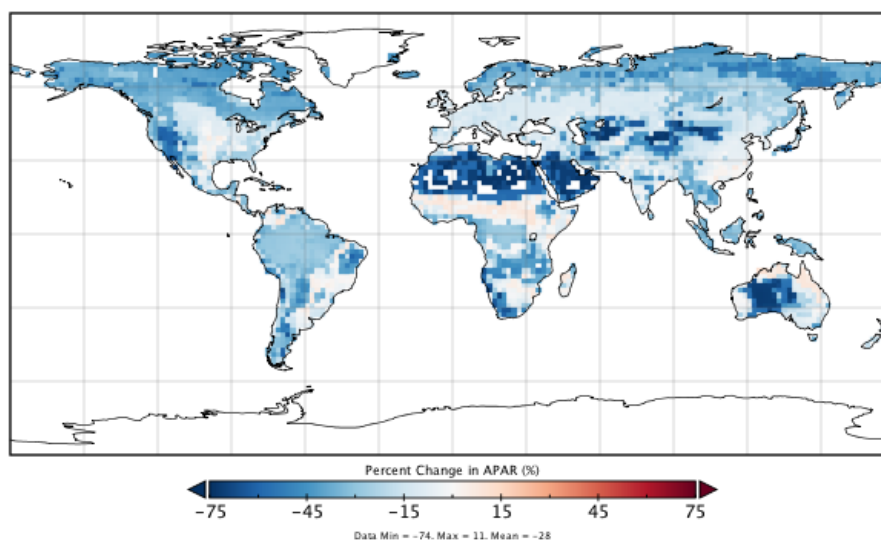 Percent Change in APAR (%)
-75 -45 -15 15 45 75
Data Min = -74, Max = 11, Mean = -28